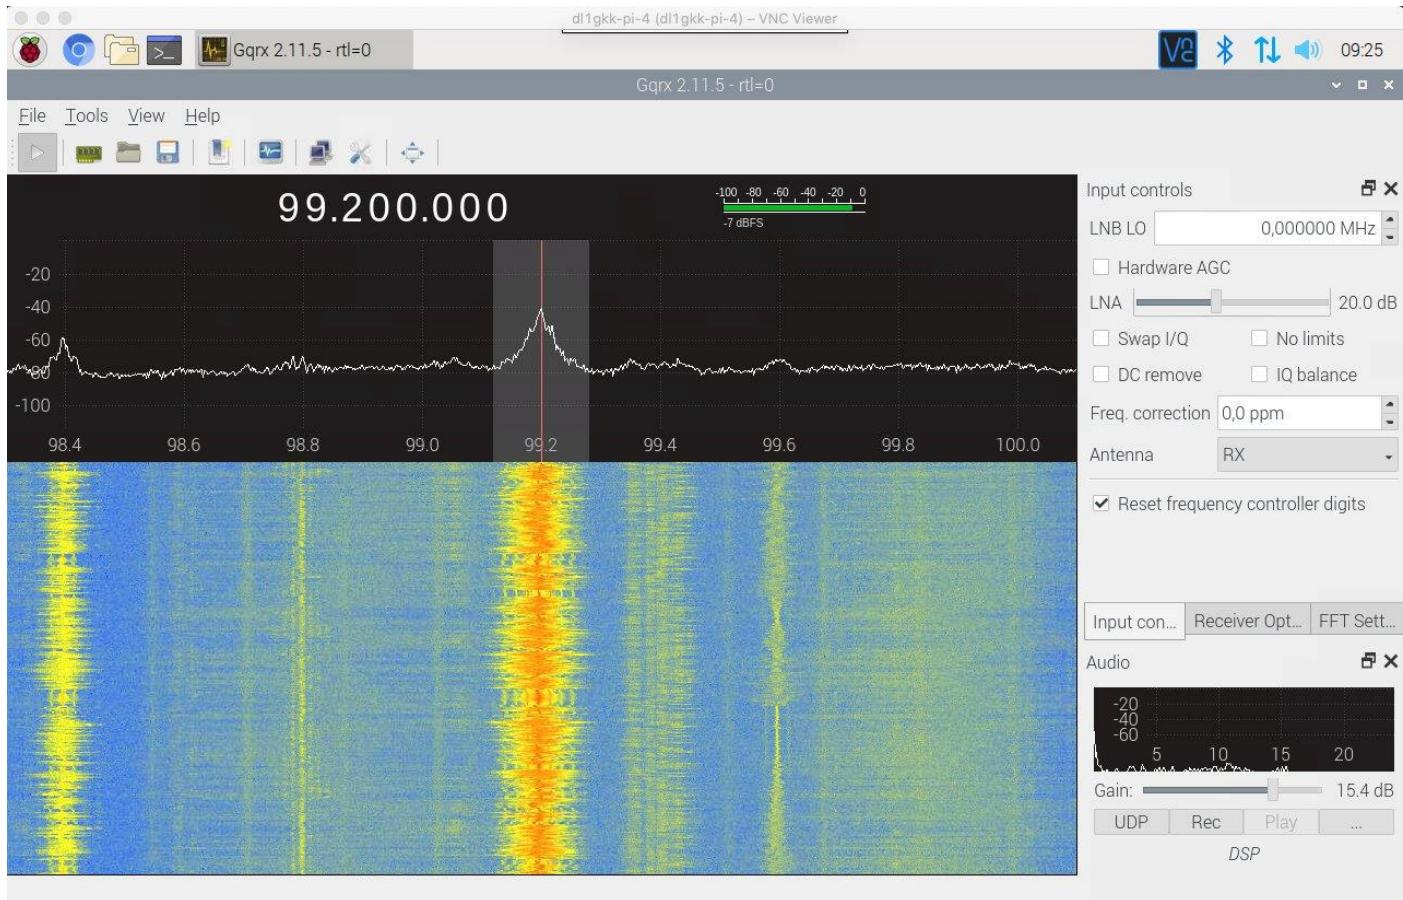 dl1gkk-pi-4 (dl1gkk-pi-4) – VNC Viewer
Gqrx 2.11.5 - rtl=0
09:25
Gqrx 2.11.5 - rtl=0
File Tools View Help
99.200.000
-100 -80 -60 -40 -20 0
-7 dBFS
-20
-40
-60
-80
-100
98.4 98.6 98.8 99.0 99.2 99.4 99.6 99.8 100.0
Input controls
LNB LO 0,000000 MHz
Hardware AGC
LNA 20.0 dB
Swap I/Q No limits
DC remove IQ balance
Freq. correction 0,0 ppm
Antenna RX
Reset frequency controller digits
Input con... Receiver Opt... FFT Sett...
Audio
-20
-40
-60
5 10 15 20
Gain: 15.4 dB
UDP Rec Play ...
DSP